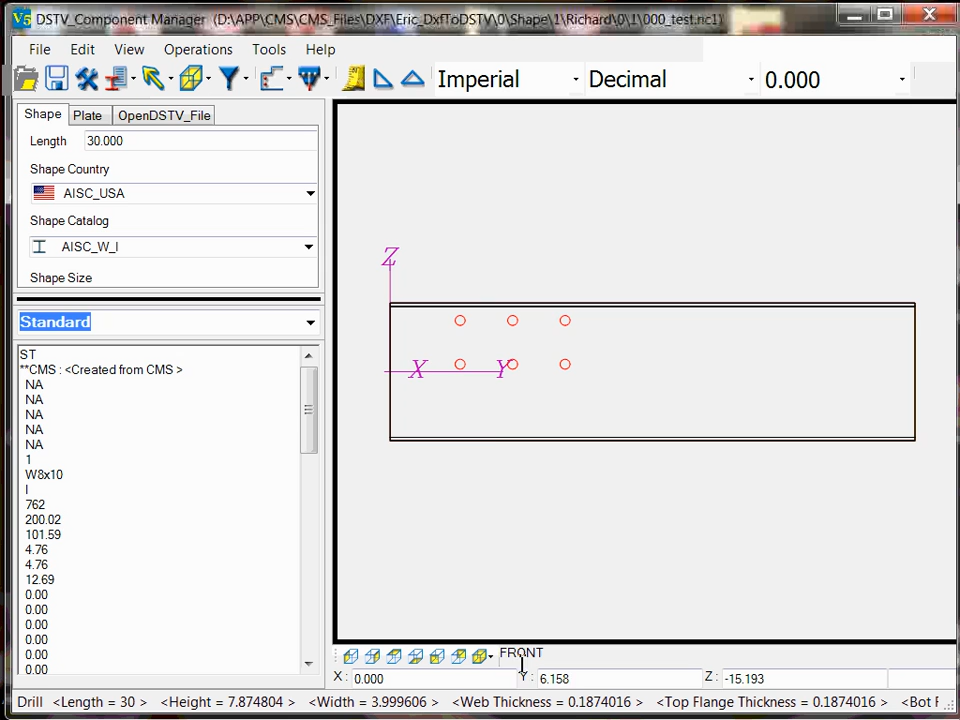 V5 DSTV_Component Manager (D:\APP\CMS\CMS_Files\DXF\Eric_DxfToDSTV\0\Shape\1\Richard\0\1\000_test.nc1)
File Edit View Operations Tools Help
Imperial Decimal 0.000
Shape Plate OpenDSTV_File
Length 30.000
Shape Country
AISC_USA
Shape Catalog
AISC_W_I
Shape Size
Standard
ST
**CMS : <Created from CMS >
NA
NA
NA
NA
NA
1
W8x10
I
762
200.02
101.59
4.76
4.76
12.69
0.00
0.00
0.00
0.00
0.00
0.00
Z
X Y
FRONT
X: 0.000 Y: 6.158 Z: -15.193
Drill <Length = 30 > <Height = 7.874804 > <Width = 3.999606 > <Web Thickness = 0.1874016 > <Top Flange Thickness = 0.1874016 > <Bot F